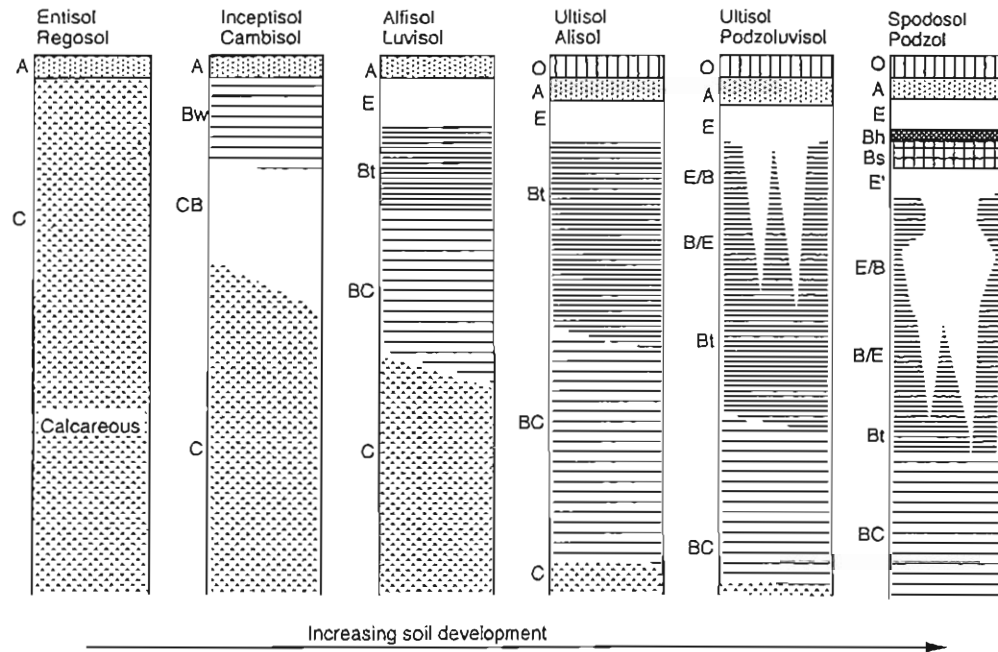 Entisol
Regosol
A
C
Calcareous
Inceptisol
Cambisol
A
Bw
CB
C
Alfisol
Luvisol
A
E
Bt
BC
C
Ultisol
Alisol
O
A
E
Bt
BC
C
Ultisol
Podzoluvisol
O
A
E
E/B
B/E
Bt
BC
Spodosol
Podzol
O
A
E
Bh
Bs
E'
E/B
B/E
Bt
BC
Increasing soil development